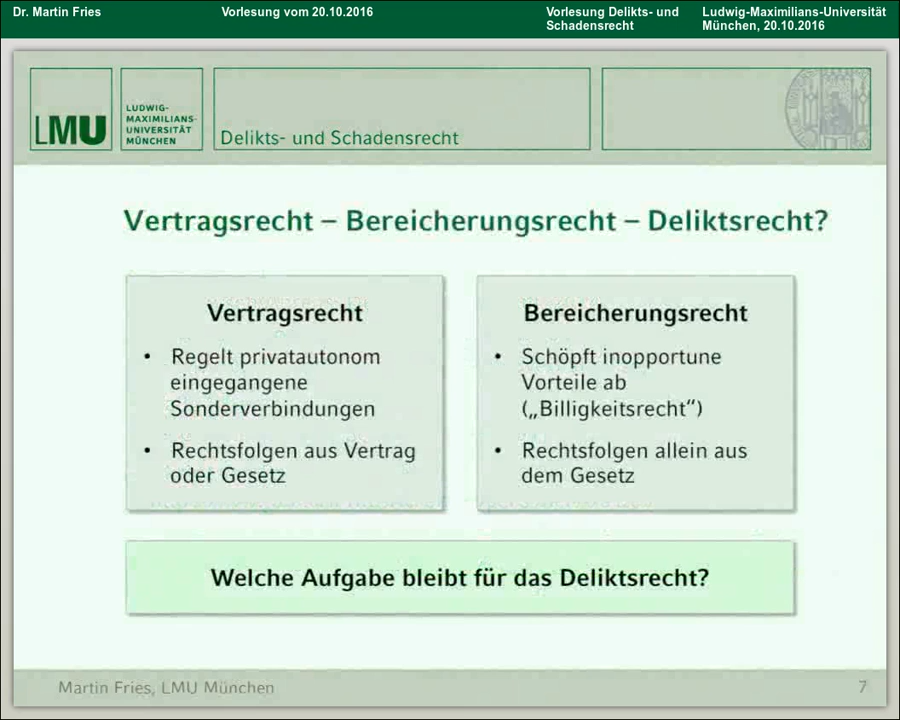 Dr. Martin Fries
Vorlesung vom 20.10.2016
Vorlesung Delikts- und
Schadensrecht
Ludwig-Maximilians-Universität
München, 20.10.2016
LMU
LUDWIG-
MAXIMILIANS-
UNIVERSITÄT
MÜNCHEN
Delikts- und Schadensrecht
Vertragsrecht – Bereicherungsrecht – Deliktsrecht?
Vertragsrecht
• Regelt privatautonom
eingegangene
Sonderverbindungen
• Rechtsfolgen aus Vertrag
oder Gesetz
Bereicherungsrecht
• Schöpft inopportune
Vorteile ab
(„Billigkeitsrecht“)
• Rechtsfolgen allein aus
dem Gesetz
Welche Aufgabe bleibt für das Deliktsrecht?
Martin Fries, LMU München
7